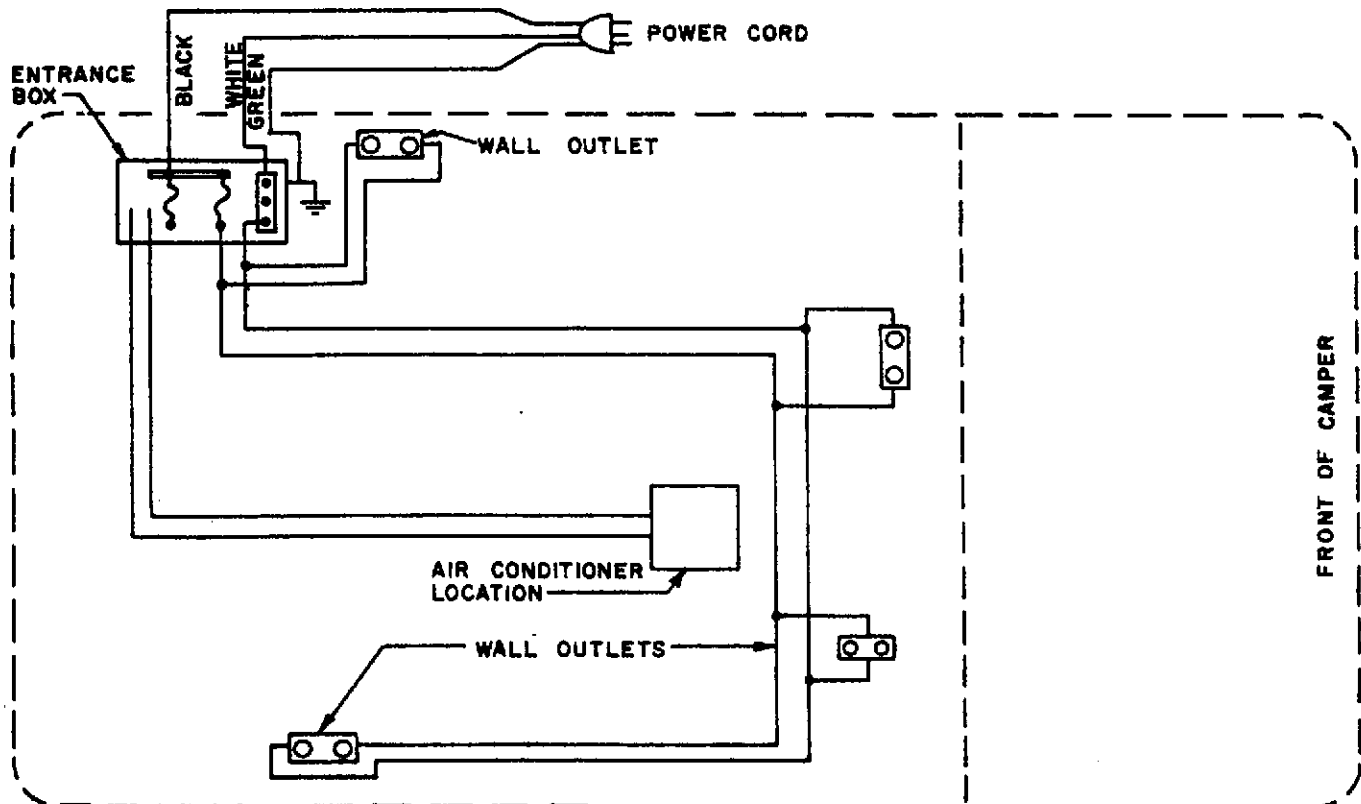 POWER CORD
BLACK
WHITE
GREEN
ENTRANCE
BOX
WALL OUTLET
FRONT OF CAMPER
AIR CONDITIONER
LOCATION
WALL OUTLETS